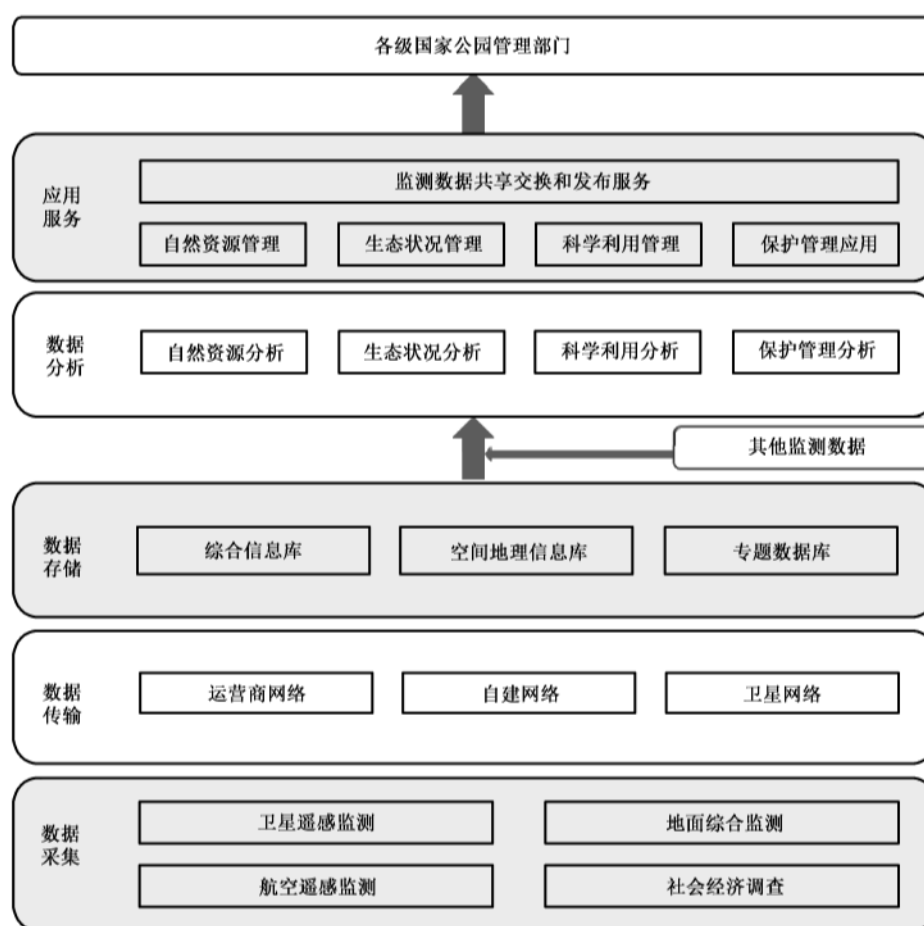 各级国家公园管理部门
应用
服务
监测数据共享交换和发布服务
自然资源管理
生态状况管理
科学利用管理
保护管理应用
数据
分析
自然资源分析
生态状况分析
科学利用分析
保护管理分析
其他监测数据
数据
存储
综合信息库
空间地理信息库
专题数据库
数据
传输
运营商网络
自建网络
卫星网络
数据
采集
卫星遥感监测
地面综合监测
航空遥感监测
社会经济调查